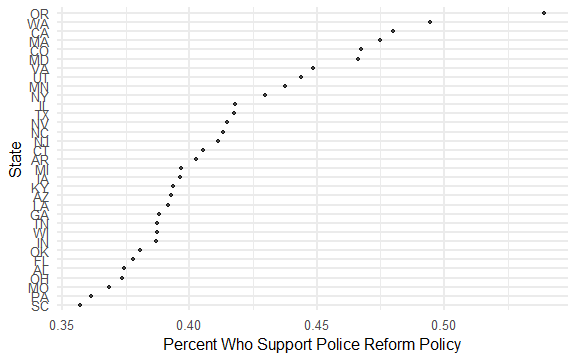 OR
WA
CA
MA
CO
MD
VA
UT
MN
NY
IL
TX
NV
NC
NJ
CT
AR
MI
IA
KY
AZ
LA
GA
TN
WI
IN
OK
FL
AL
OH
MO
PA
SC
State
0.35 0.40 0.45 0.50
Percent Who Support Police Reform Policy